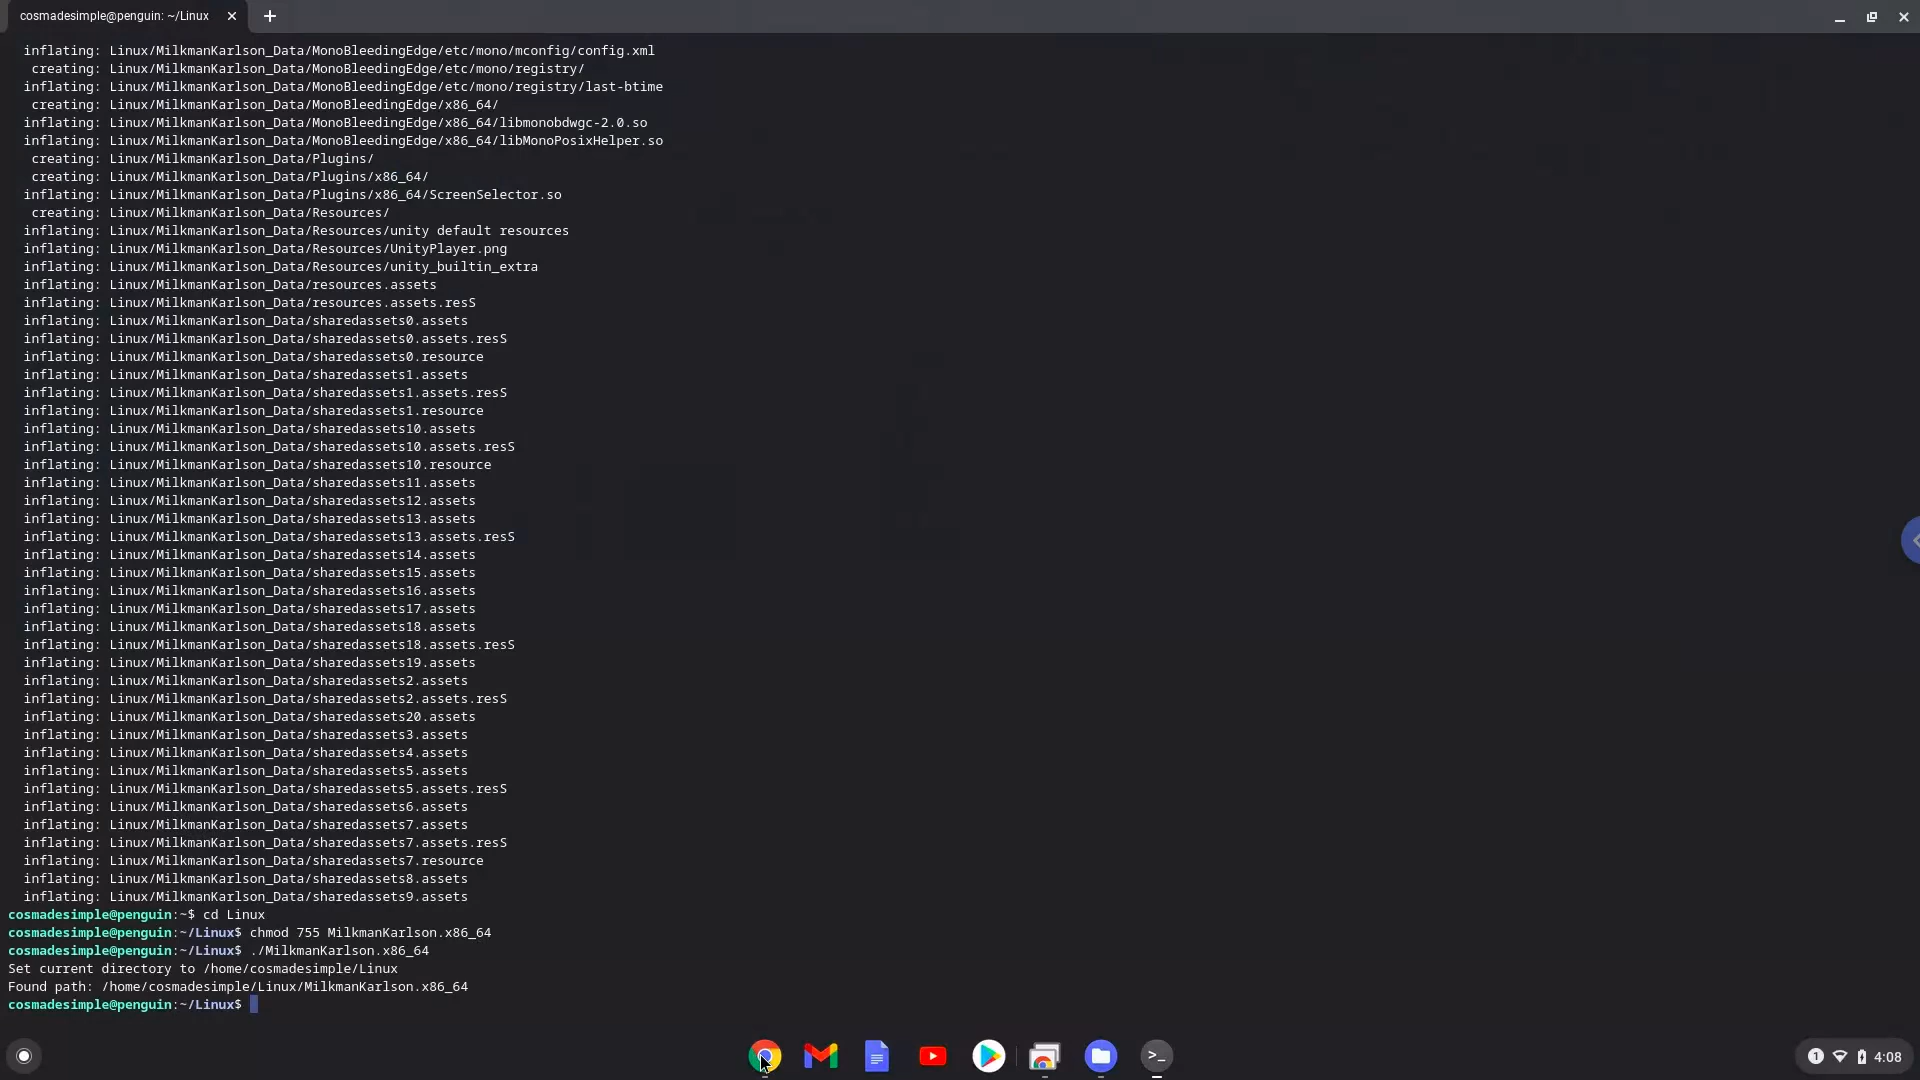 cosmadesimple@penguin: ~/Linux
inflating: Linux/MilkmanKarlson_Data/MonoBleedingEdge/etc/mono/mconfig/config.xml
creating: Linux/MilkmanKarlson_Data/MonoBleedingEdge/etc/mono/registry/
inflating: Linux/MilkmanKarlson_Data/MonoBleedingEdge/etc/mono/registry/last-btime
creating: Linux/MilkmanKarlson_Data/MonoBleedingEdge/x86_64/
inflating: Linux/MilkmanKarlson_Data/MonoBleedingEdge/x86_64/libmonobdwgc-2.0.so
inflating: Linux/MilkmanKarlson_Data/MonoBleedingEdge/x86_64/libMonoPosixHelper.so
creating: Linux/MilkmanKarlson_Data/Plugins/
creating: Linux/MilkmanKarlson_Data/Plugins/x86_64/
inflating: Linux/MilkmanKarlson_Data/Plugins/x86_64/ScreenSelector.so
creating: Linux/MilkmanKarlson_Data/Resources/
inflating: Linux/MilkmanKarlson_Data/Resources/unity default resources
inflating: Linux/MilkmanKarlson_Data/Resources/UnityPlayer.png
inflating: Linux/MilkmanKarlson_Data/Resources/unity_builtin_extra
inflating: Linux/MilkmanKarlson_Data/resources.assets
inflating: Linux/MilkmanKarlson_Data/resources.assets.resS
inflating: Linux/MilkmanKarlson_Data/sharedassets0.assets
inflating: Linux/MilkmanKarlson_Data/sharedassets0.assets.resS
inflating: Linux/MilkmanKarlson_Data/sharedassets0.resource
inflating: Linux/MilkmanKarlson_Data/sharedassets1.assets
inflating: Linux/MilkmanKarlson_Data/sharedassets1.assets.resS
inflating: Linux/MilkmanKarlson_Data/sharedassets1.resource
inflating: Linux/MilkmanKarlson_Data/sharedassets10.assets
inflating: Linux/MilkmanKarlson_Data/sharedassets10.assets.resS
inflating: Linux/MilkmanKarlson_Data/sharedassets10.resource
inflating: Linux/MilkmanKarlson_Data/sharedassets11.assets
inflating: Linux/MilkmanKarlson_Data/sharedassets12.assets
inflating: Linux/MilkmanKarlson_Data/sharedassets13.assets
inflating: Linux/MilkmanKarlson_Data/sharedassets13.assets.resS
inflating: Linux/MilkmanKarlson_Data/sharedassets14.assets
inflating: Linux/MilkmanKarlson_Data/sharedassets15.assets
inflating: Linux/MilkmanKarlson_Data/sharedassets16.assets
inflating: Linux/MilkmanKarlson_Data/sharedassets17.assets
inflating: Linux/MilkmanKarlson_Data/sharedassets18.assets
inflating: Linux/MilkmanKarlson_Data/sharedassets18.assets.resS
inflating: Linux/MilkmanKarlson_Data/sharedassets19.assets
inflating: Linux/MilkmanKarlson_Data/sharedassets2.assets
inflating: Linux/MilkmanKarlson_Data/sharedassets2.assets.resS
inflating: Linux/MilkmanKarlson_Data/sharedassets20.assets
inflating: Linux/MilkmanKarlson_Data/sharedassets3.assets
inflating: Linux/MilkmanKarlson_Data/sharedassets4.assets
inflating: Linux/MilkmanKarlson_Data/sharedassets5.assets
inflating: Linux/MilkmanKarlson_Data/sharedassets5.assets.resS
inflating: Linux/MilkmanKarlson_Data/sharedassets6.assets
inflating: Linux/MilkmanKarlson_Data/sharedassets7.assets
inflating: Linux/MilkmanKarlson_Data/sharedassets7.assets.resS
inflating: Linux/MilkmanKarlson_Data/sharedassets7.resource
inflating: Linux/MilkmanKarlson_Data/sharedassets8.assets
inflating: Linux/MilkmanKarlson_Data/sharedassets9.assets
cosmadesimple@penguin:~$ cd Linux
cosmadesimple@penguin:~/Linux$ chmod 755 MilkmanKarlson.x86_64
cosmadesimple@penguin:~/Linux$ ./MilkmanKarlson.x86_64
Set current directory to /home/cosmadesimple/Linux
Found path: /home/cosmadesimple/Linux/MilkmanKarlson.x86_64
cosmadesimple@penguin:~/Linux$
>_
1 4:08